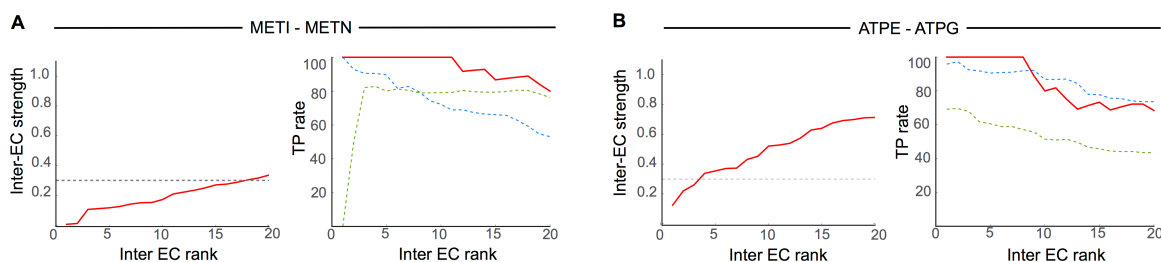 A
METI - METN
Inter-EC strength
1.0
0.8
0.6
0.4
0.2
0 5 10 15 20
Inter EC rank
TP rate
100
80
60
40
20
0 5 10 15 20
Inter EC rank
B
ATPE - ATPG
Inter-EC strength
1.0
0.8
0.6
0.4
0.2
0 5 10 15 20
Inter EC rank
TP rate
100
80
60
40
20
0 5 10 15 20
Inter EC rank